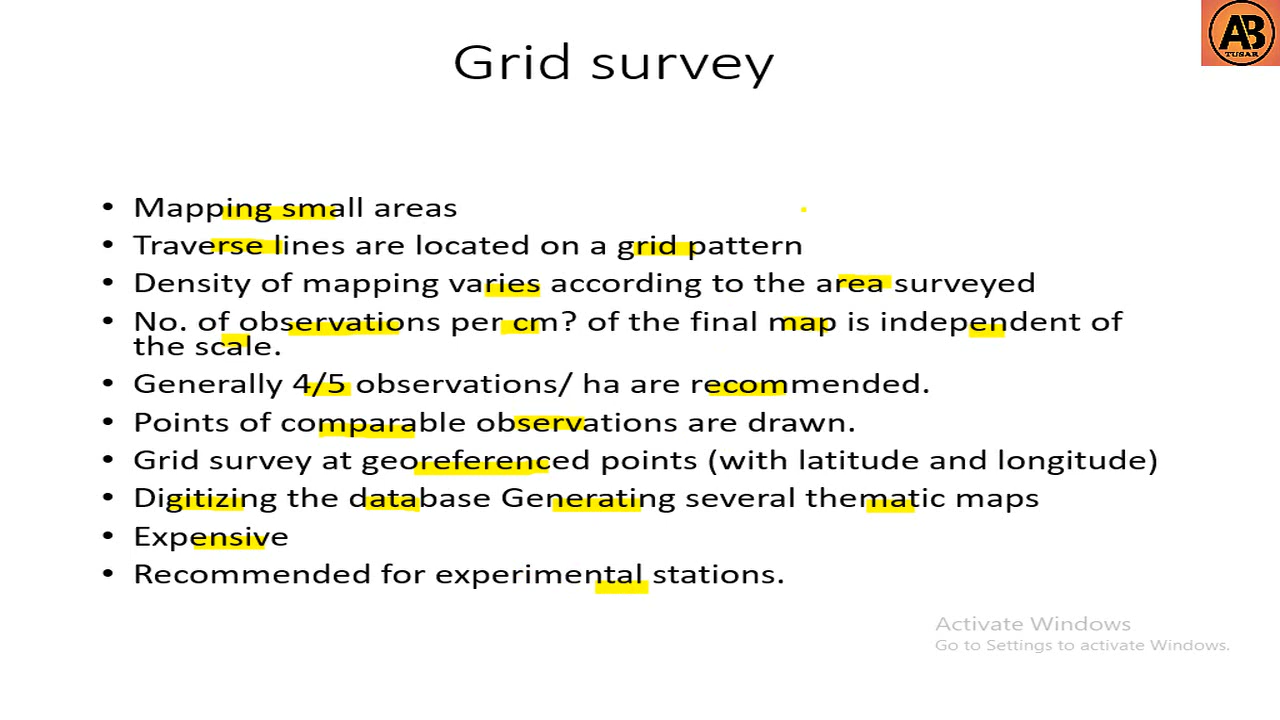 AB
TUSAR
Grid survey
• Mapping small areas
• Traverse lines are located on a grid pattern
• Density of mapping varies according to the area surveyed
• No. of observations per cm? of the final map is independent of
the scale.
• Generally 4/5 observations/ ha are recommended.
• Points of comparable observations are drawn.
• Grid survey at georeferenced points (with latitude and longitude)
• Digitizing the database Generating several thematic maps
• Expensive
• Recommended for experimental stations.
Activate Windows
Go to Settings to activate Windows.